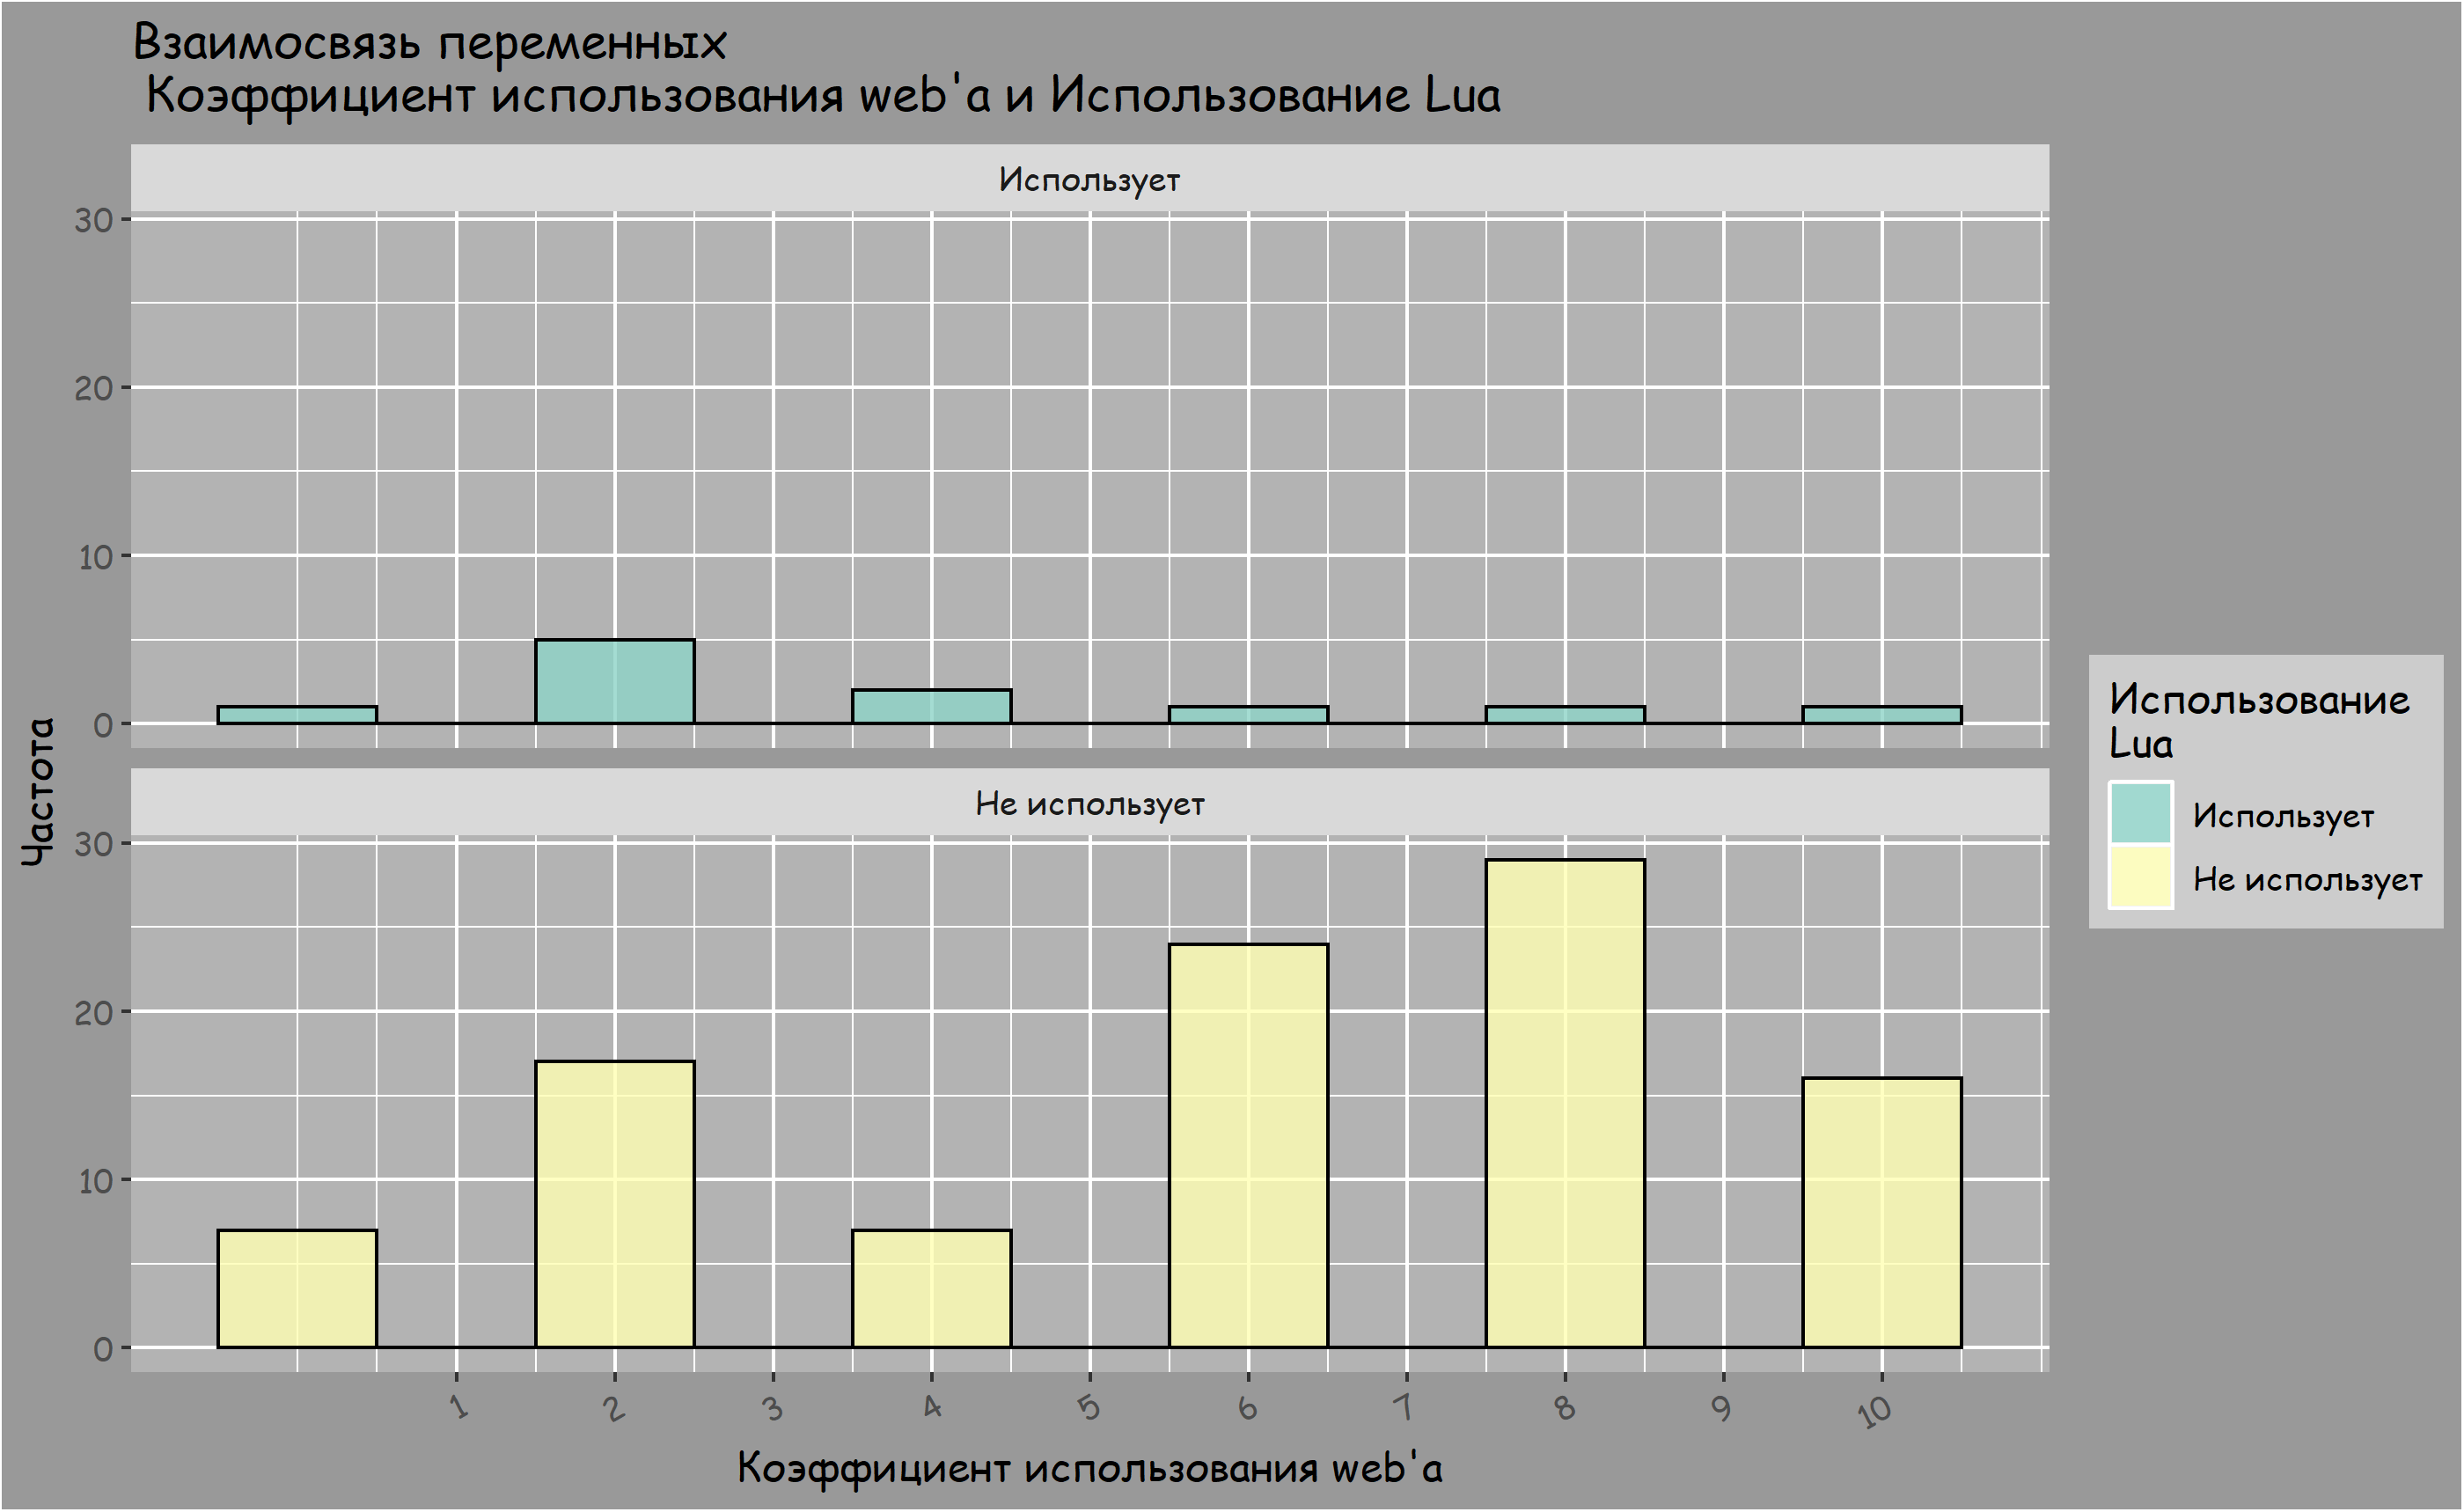 Взаимосвязь переменных
Коэффициент использования web'а и Использование Lua
Использует
30
20
10
0
Не использует
30
20
10
0
Частота
1 2 3 4 5 6 7 8 9 10
Коэффициент использования web'а
Использование
Lua
Использует
Не использует